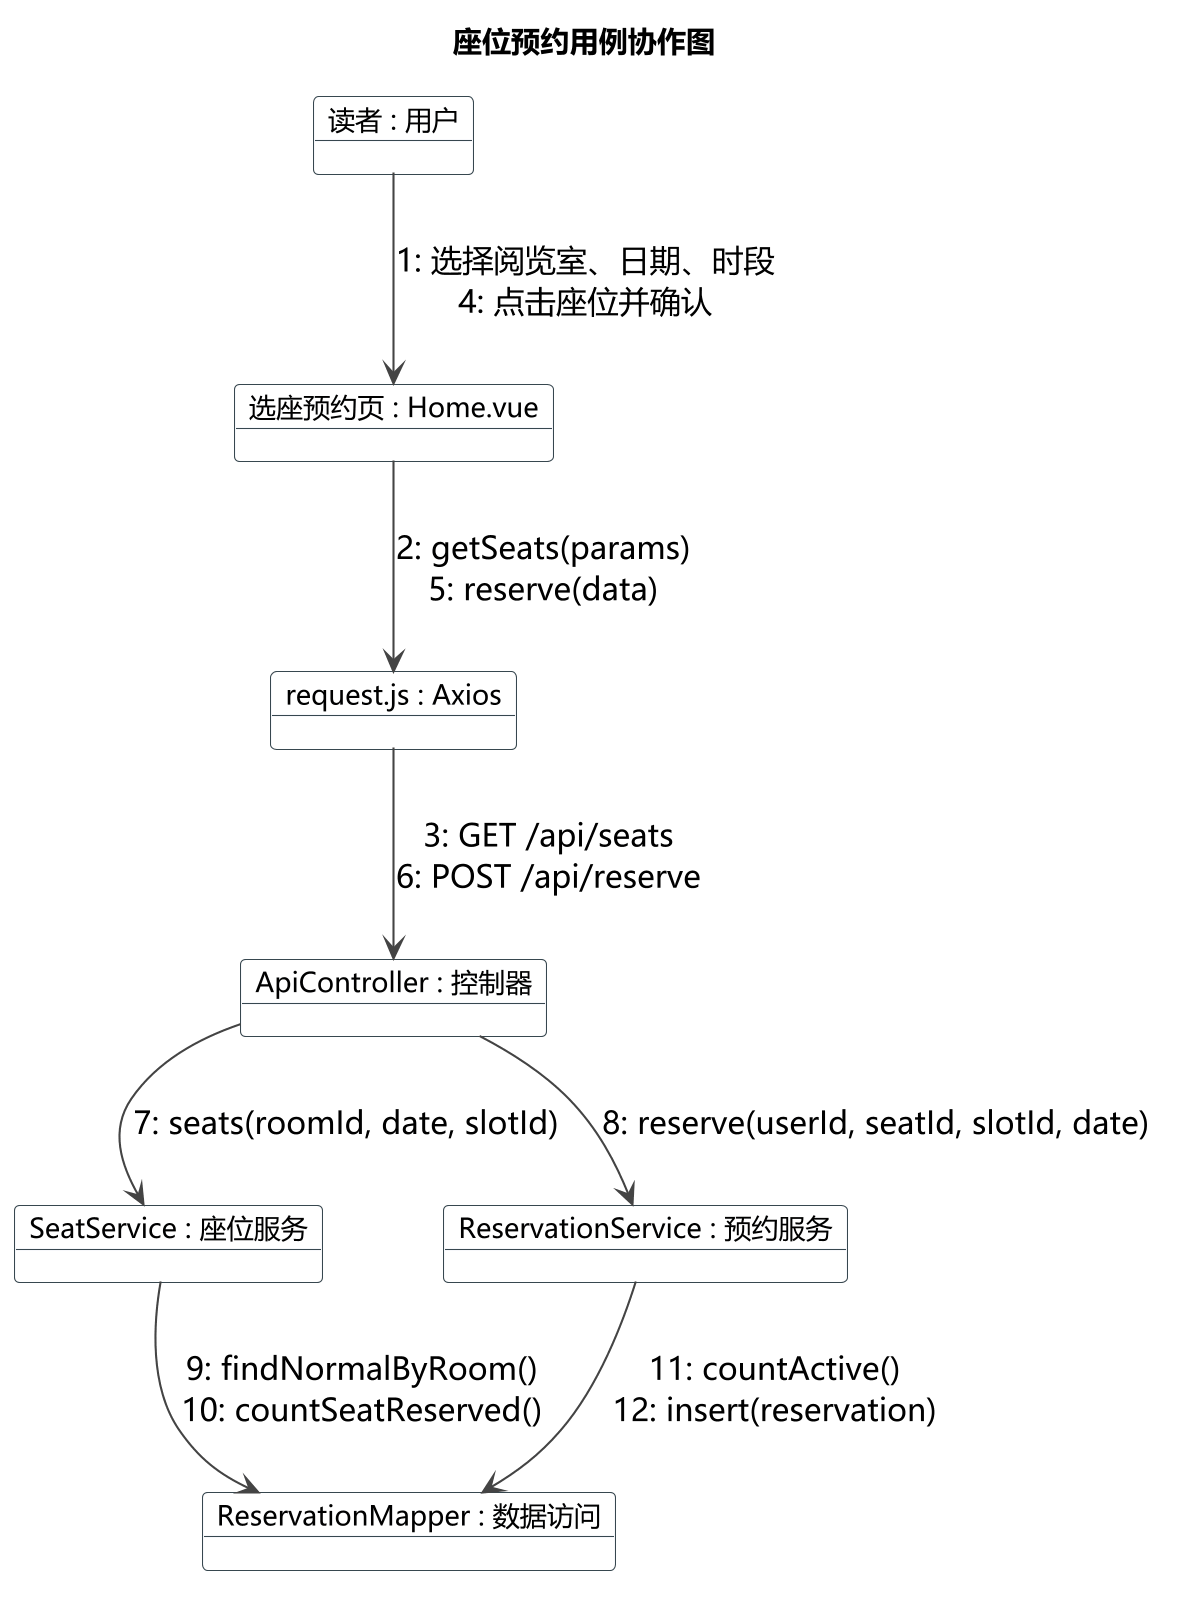 座位预约用例协作图
读者 : 用户
1: 选择阅览室、日期、时段
4: 点击座位并确认
选座预约页 : Home.vue
2: getSeats(params)
5: reserve(data)
request.js : Axios
3: GET /api/seats
6: POST /api/reserve
ApiController : 控制器
7: seats(roomId, date, slotId)
8: reserve(userId, seatId, slotId, date)
SeatService : 座位服务
ReservationService : 预约服务
9: findNormalByRoom()
10: countSeatReserved()
11: countActive()
12: insert(reservation)
ReservationMapper : 数据访问